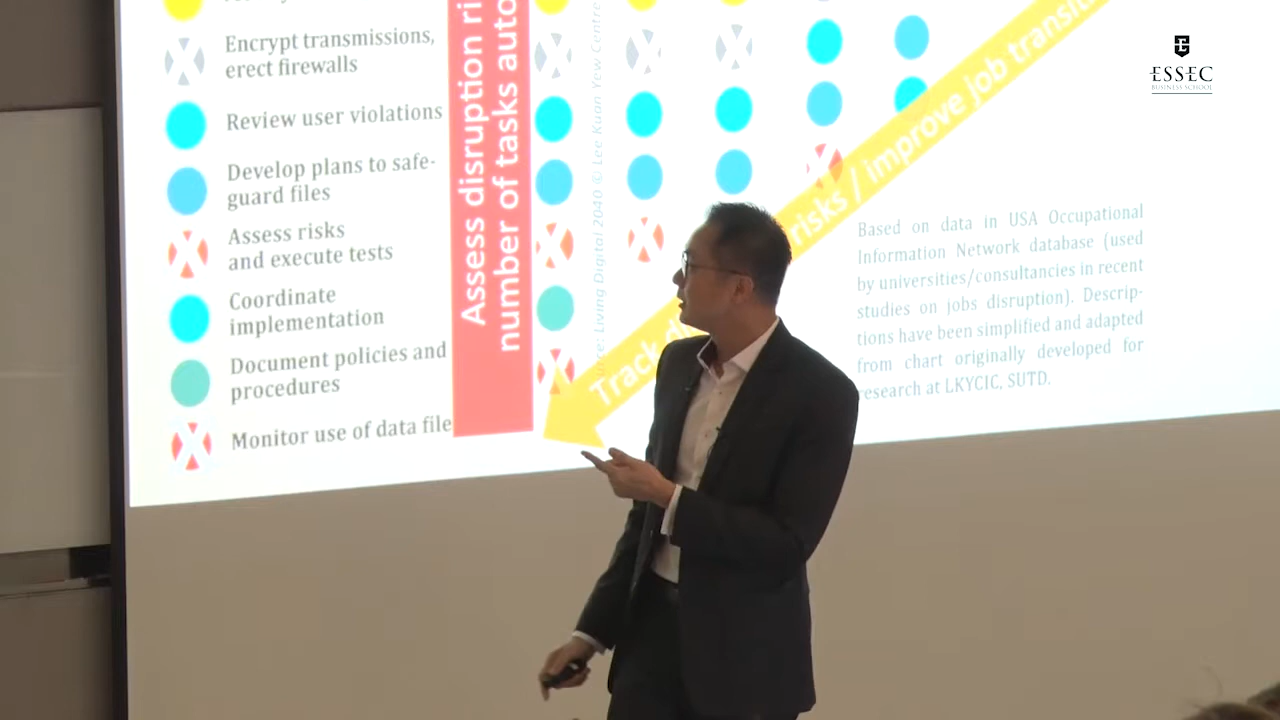 Encrypt transmissions,
erect firewalls
Review user violations
Develop plans to safe-
guard files
Assess risks
and execute tests
Coordinate
implementation
Document policies and
procedures
Monitor use of data file
Assess disruption ri
number of tasks auto
Living Digital 2040 © Lee Kuan Yew Centre
Track
risks / improve job transiti
Based on data in USA Occupational
Information Network database (used
by universities/consultancies in recent
studies on jobs disruption). Descrip-
tions have been simplified and adapted
from chart originally developed for
research at LKYCIC, SUTD.
ESSEC
BUSINESS SCHOOL